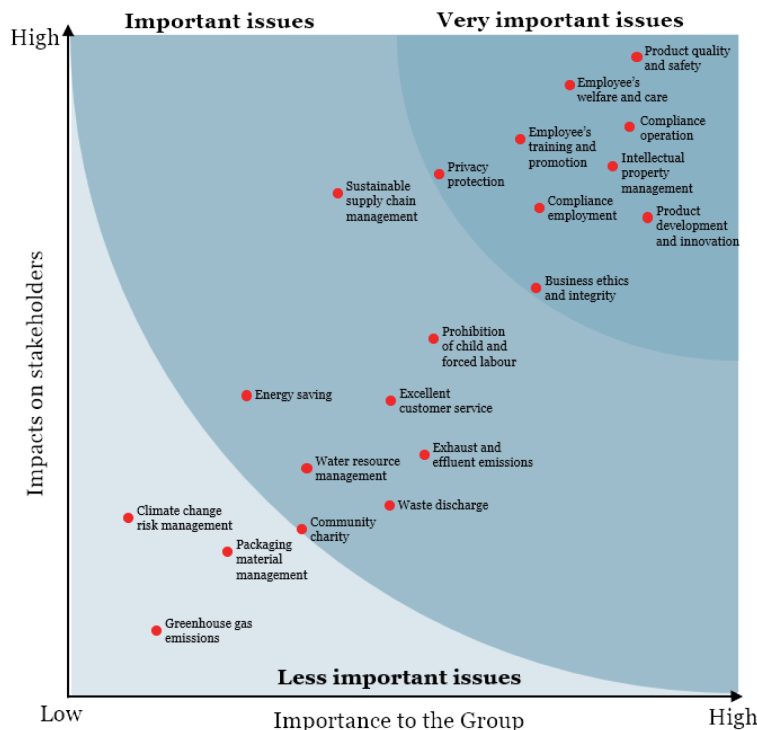 Important issues
Very important issues
High
Product quality
and safety
Employee's
welfare and care
Compliance
operation
Employee's
training and
promotion
Intellectual
property
management
Privacy
protection
Sustainable
supply chain
management
Compliance
employment
Product
development
and innovation
Business ethics
and integrity
Prohibition
of child and
forced labour
Energy saving
Excellent
customer service
Exhaust and
effluent emissions
Water resource
management
Waste discharge
Climate change
risk management
Community
charity
Packaging
material
management
Greenhouse gas
emissions
Less important issues
Impacts on stakeholders
Low
Importance to the Group
High